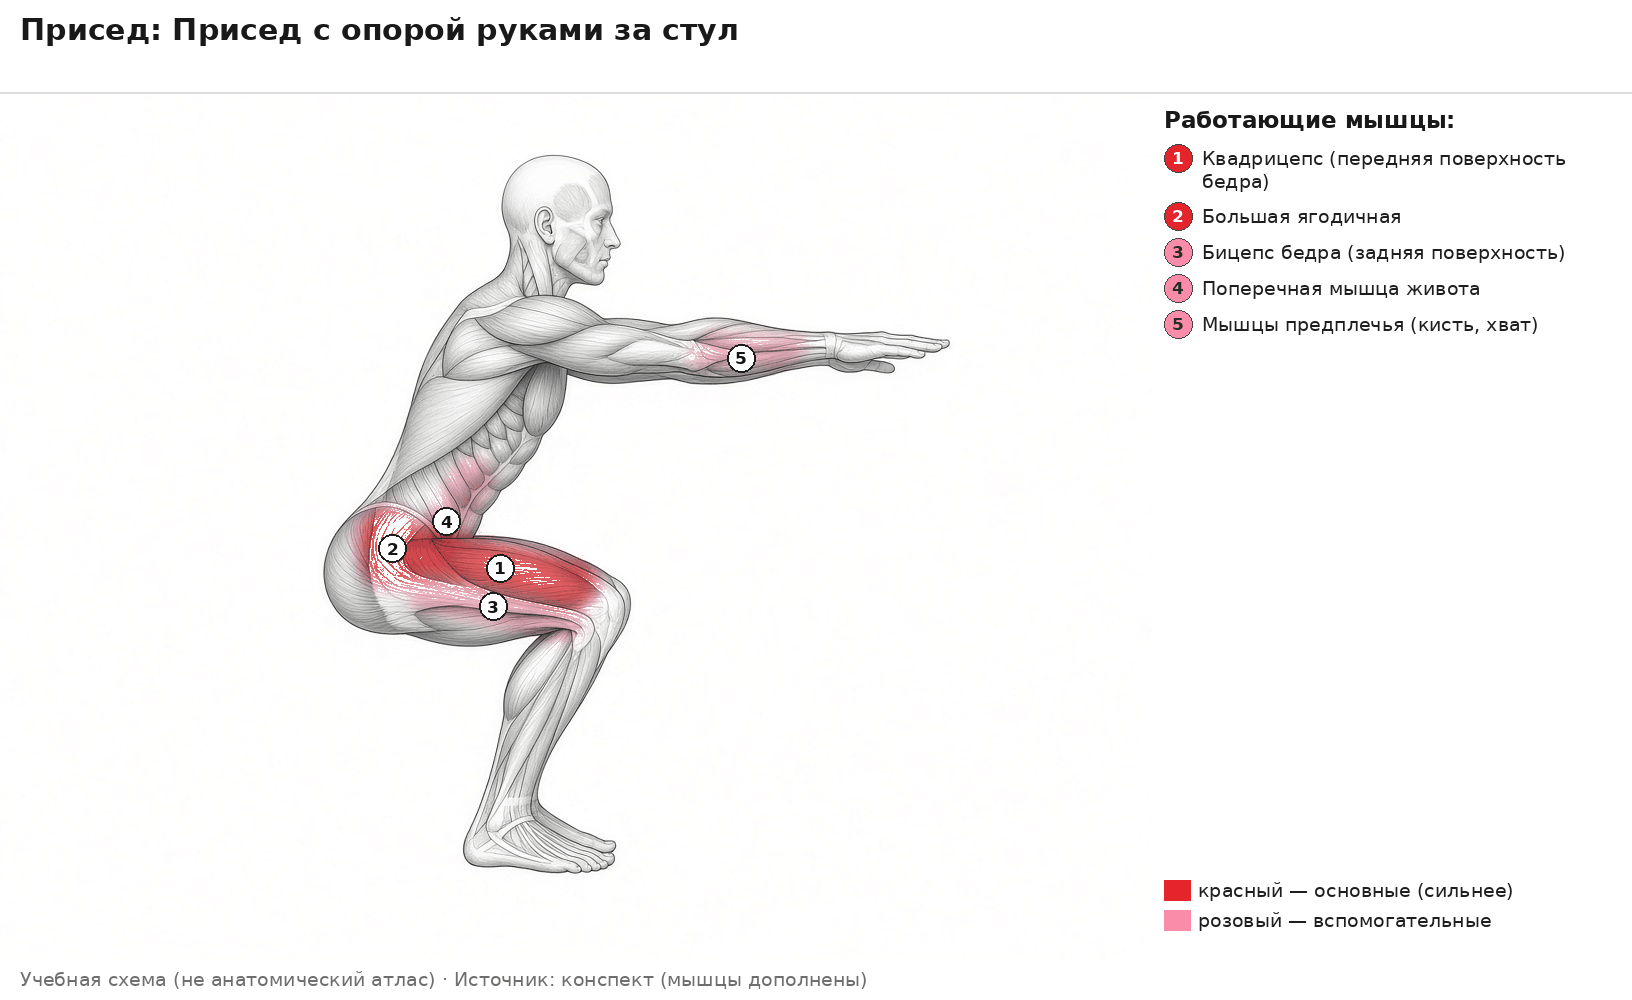 Присед: Присед с опорой руками за стул
Работающие мышцы:
1 Квадрицепс (передняя поверхность
бедра)
2 Большая ягодичная
3 Бицепс бедра (задняя поверхность)
4 Поперечная мышца живота
5 Мышцы предплечья (кисть, хват)
5
4
2
1
3
красный — основные (сильнее)
розовый — вспомогательные
Учебная схема (не анатомический атлас) · Источник: конспект (мышцы дополнены)